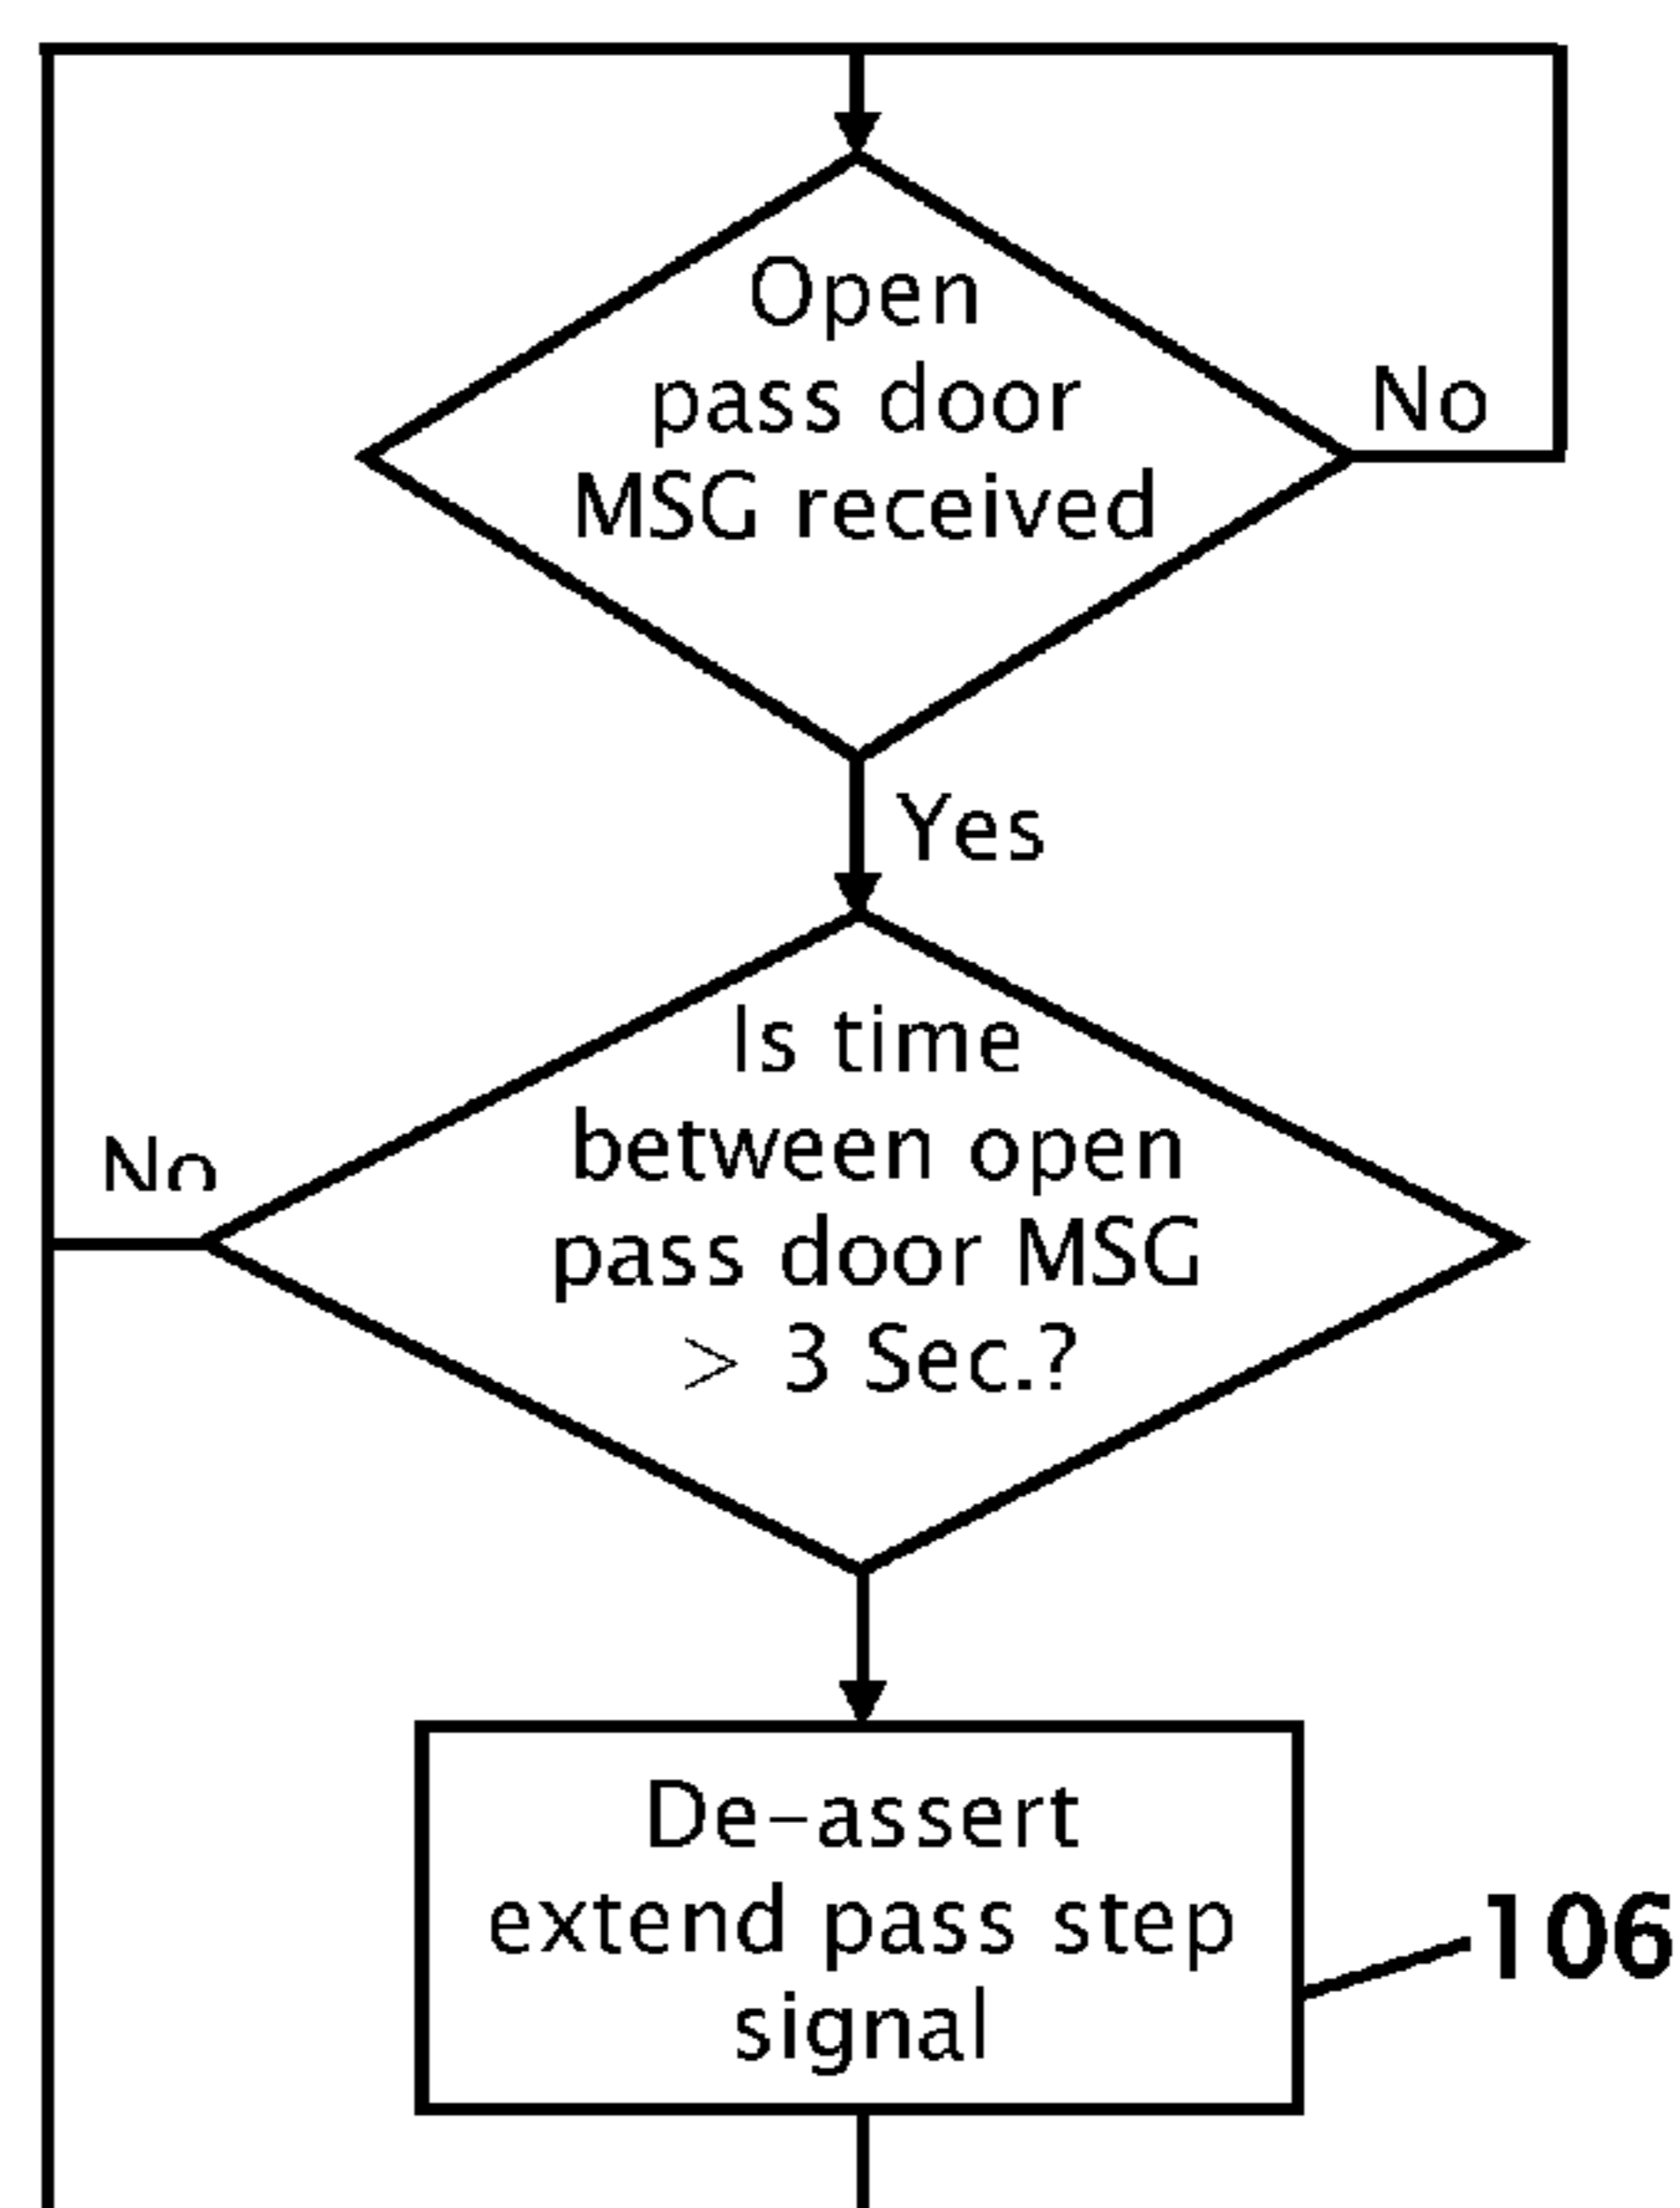 Open
pass door
MSG received
No
Yes
Is time
between open
pass door MSG
> 3 Sec.?
No
De-assert
extend pass step
signal
106